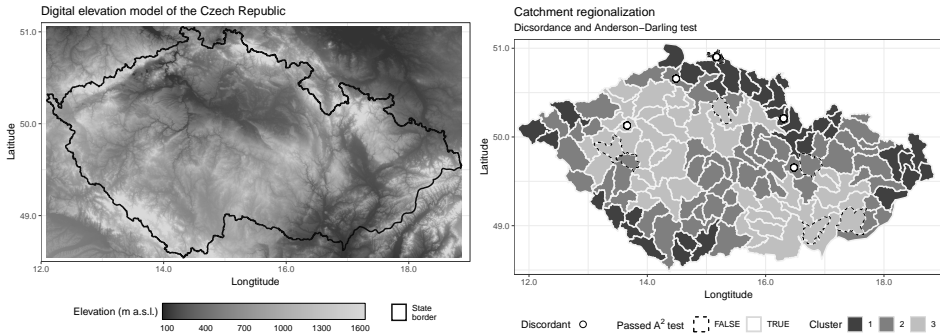 Digital elevation model of the Czech Republic
51.0
50.0
49.0
Latitude
12.0 14.0 16.0 18.0
Longtitude
Elevation (m a.s.l.)
100 400 700 1000 1300 1600
State
border
Catchment regionalization
Dicsordance and Anderson−Darling test
51.0
50.0
49.0
Latitude
12.0 14.0 16.0 18.0
Longtitude
Discordant Passed A² test FALSE TRUE Cluster 1 2 3